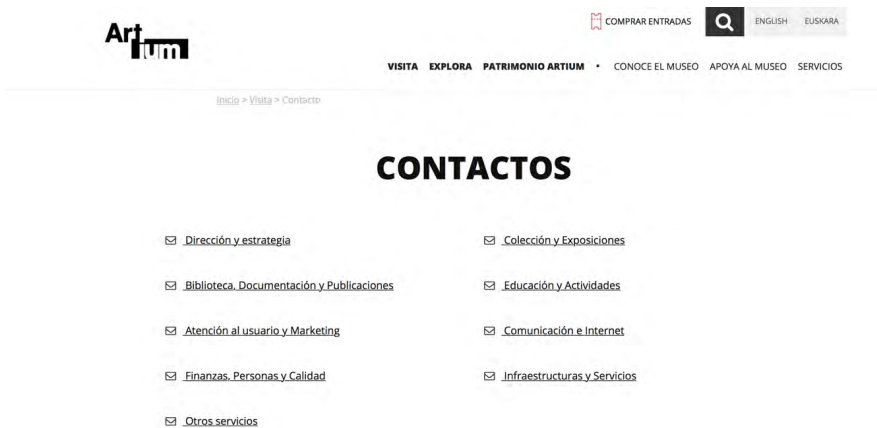 Artium
COMPRAR ENTRADAS
ENGLISH
EUSKARA
VISITA EXPLORA PATRIMONIO ARTIUM • CONOCE EL MUSEO APOYA AL MUSEO SERVICIOS
Inicio > Visita > Contacto
CONTACTOS
Dirección y estrategia
Colección y Exposiciones
Biblioteca, Documentación y Publicaciones
Educación y Actividades
Atención al usuario y Marketing
Comunicación e Internet
Finanzas, Personas y Calidad
Infraestructuras y Servicios
Otros servicios